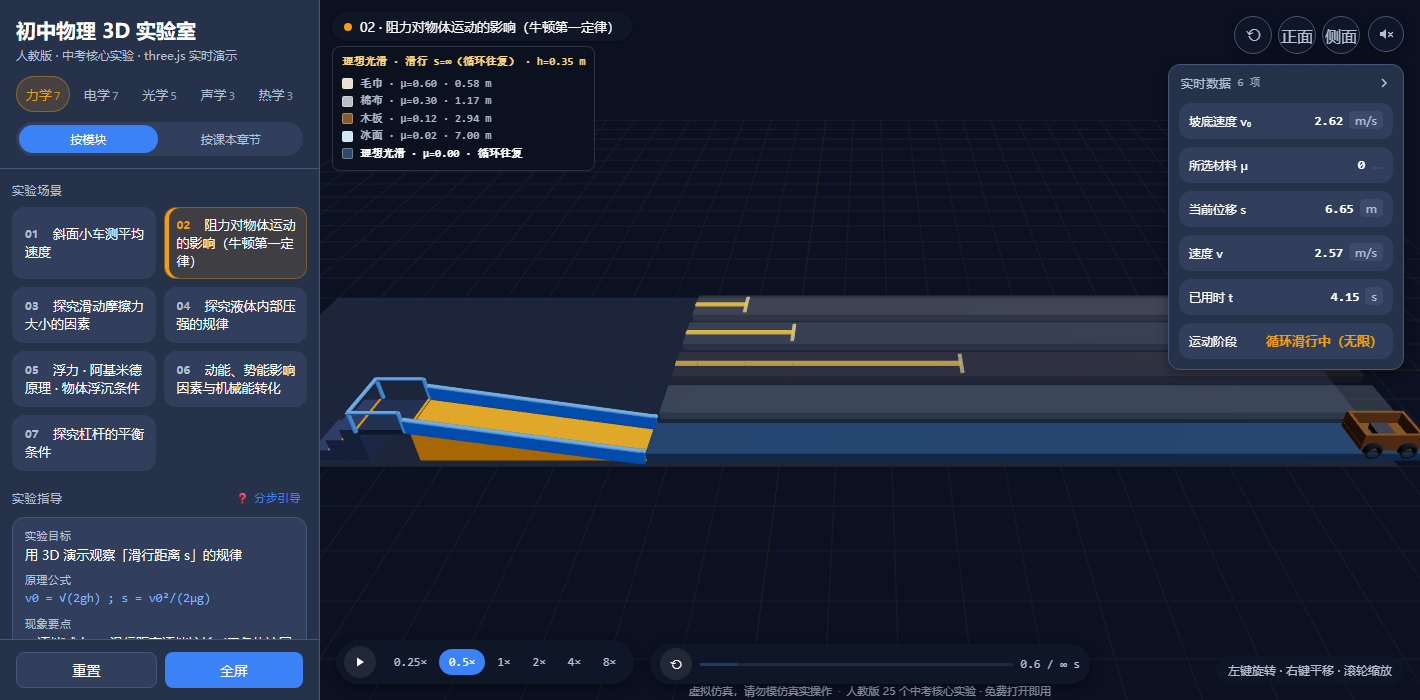 初中物理 3D 实验室
人教版 · 中考核心实验 · three.js 实时演示
力学 7
电学 7
光学 5
声学 3
热学 3
按模块
按课本章节
实验场景
01 斜面小车测平均
速度
02 阻力对物体运动
的影响（牛顿第一定
律）
03 探究滑动摩擦力
大小的因素
04 探究液体内部压
强的规律
05 浮力 · 阿基米德
原理 · 物体浮沉条件
06 动能、势能影响
因素与机械能转化
07 探究杠杆的平衡
条件
实验指导
❓ 分步引导
实验目标
用 3D 演示观察「滑行距离 s」的规律
原理公式
v0 = √(2gh) ; s = v0²/(2μg)
现象要点
重置
全屏
02 · 阻力对物体运动的影响（牛顿第一定律）
理想光滑 · 滑行 s=∞（循环往复） · h=0.35 m
毛巾 · μ=0.60 · 0.58 m
棉布 · μ=0.30 · 1.17 m
木板 · μ=0.12 · 2.94 m
冰面 · μ=0.02 · 7.00 m
理想光滑 · μ=0.00 · 循环往复
正面
侧面
实时数据 6 项
坡底速度 v₀ 2.62 m/s
所选材料 μ 0
当前位移 s 6.65 m
速度 v 2.57 m/s
已用时 t 4.15 s
运动阶段 循环滑行中（无限）
0.25×
0.5×
1×
2×
4×
8×
0.6 / ∞ s
左键旋转 · 右键平移 · 滚轮缩放
虚拟仿真，请勿模仿真实操作 · 人教版 25 个中考核心实验 · 免费打开即用